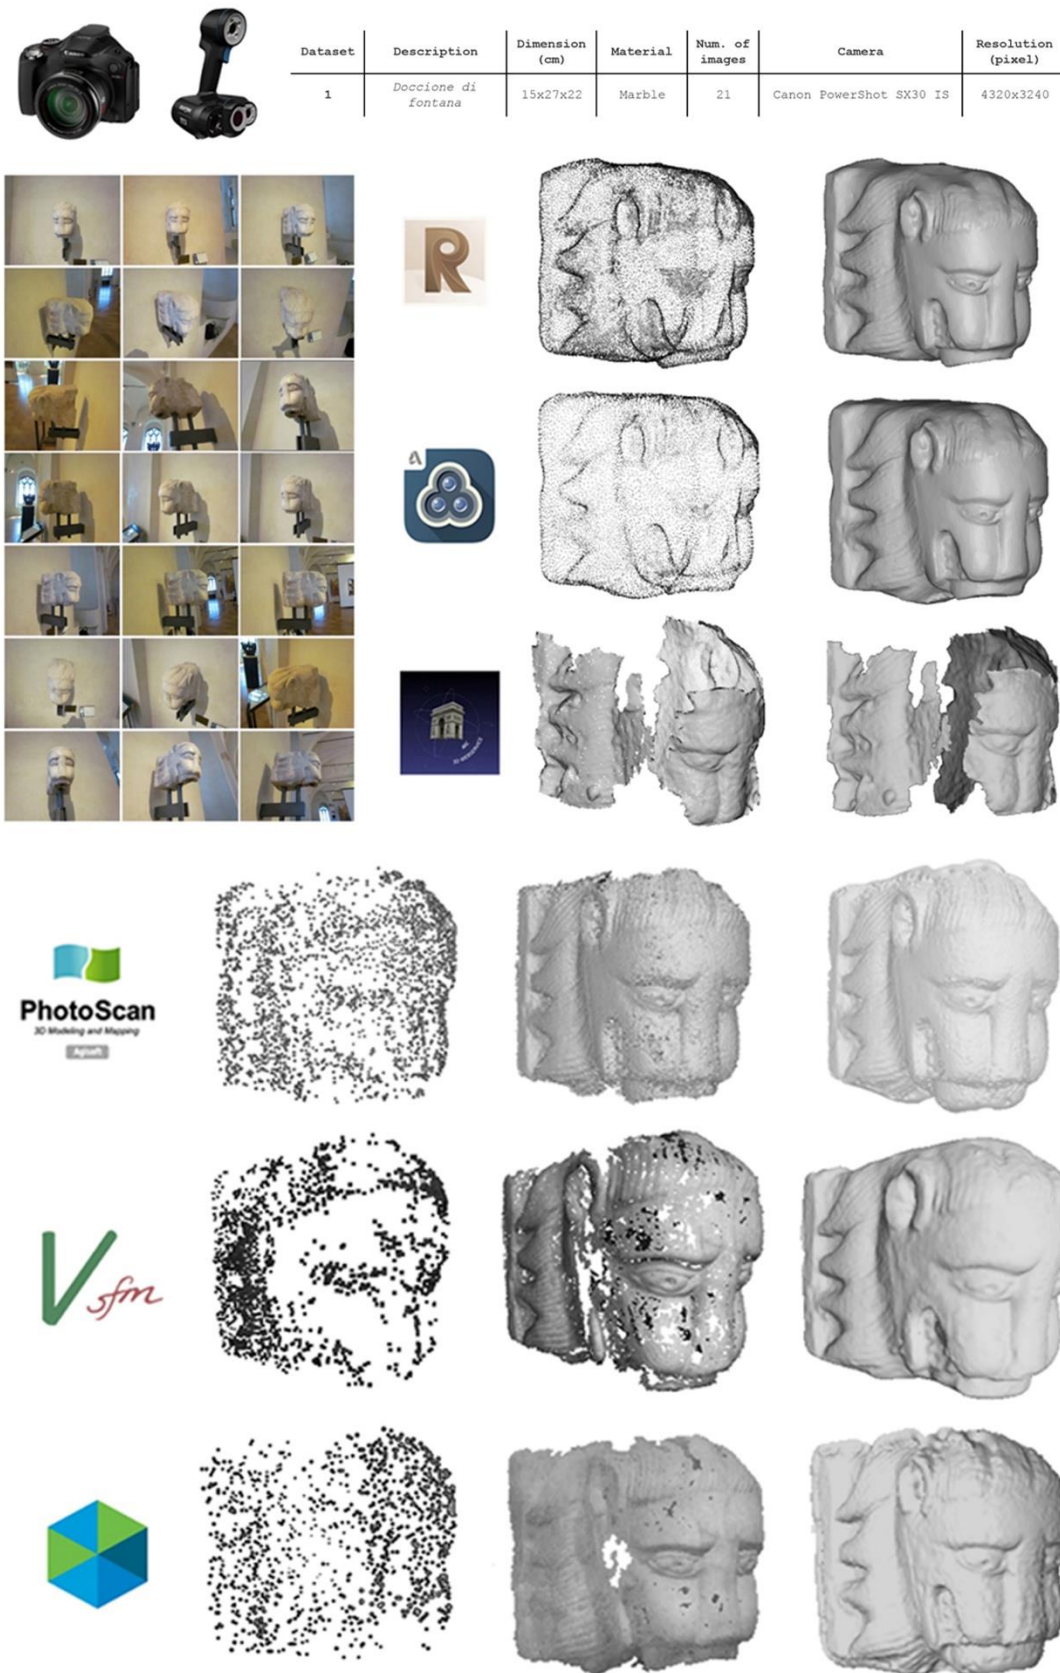 Dataset
Description
Dimension
(cm)
Material
Num. of
images
Camera
Resolution
(pixel)
1
Doccione di
fontana
15x27x22
Marble
21
Canon PowerShot SX30 IS
4320x3240
R
PhotoScan
3D Modeling and Mapping
Agisoft
Vsfm